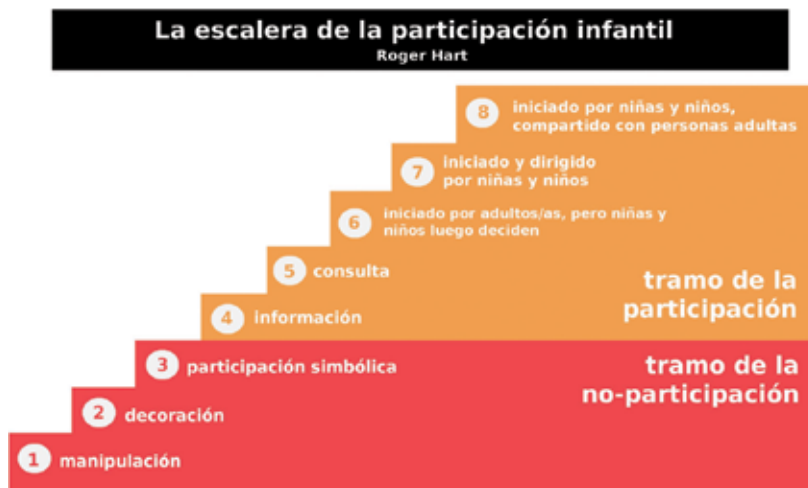 La escalera de la participación infantil
Roger Hart
8 iniciado por niñas y niños,
compartido con personas adultas
7 iniciado y dirigido
por niñas y niños
6 iniciado por adultos/as, pero niñas y
niños luego deciden
5 consulta
4 información
tramo de la
participación
3 participación simbólica
2 decoración
1 manipulación
tramo de la
no-participación